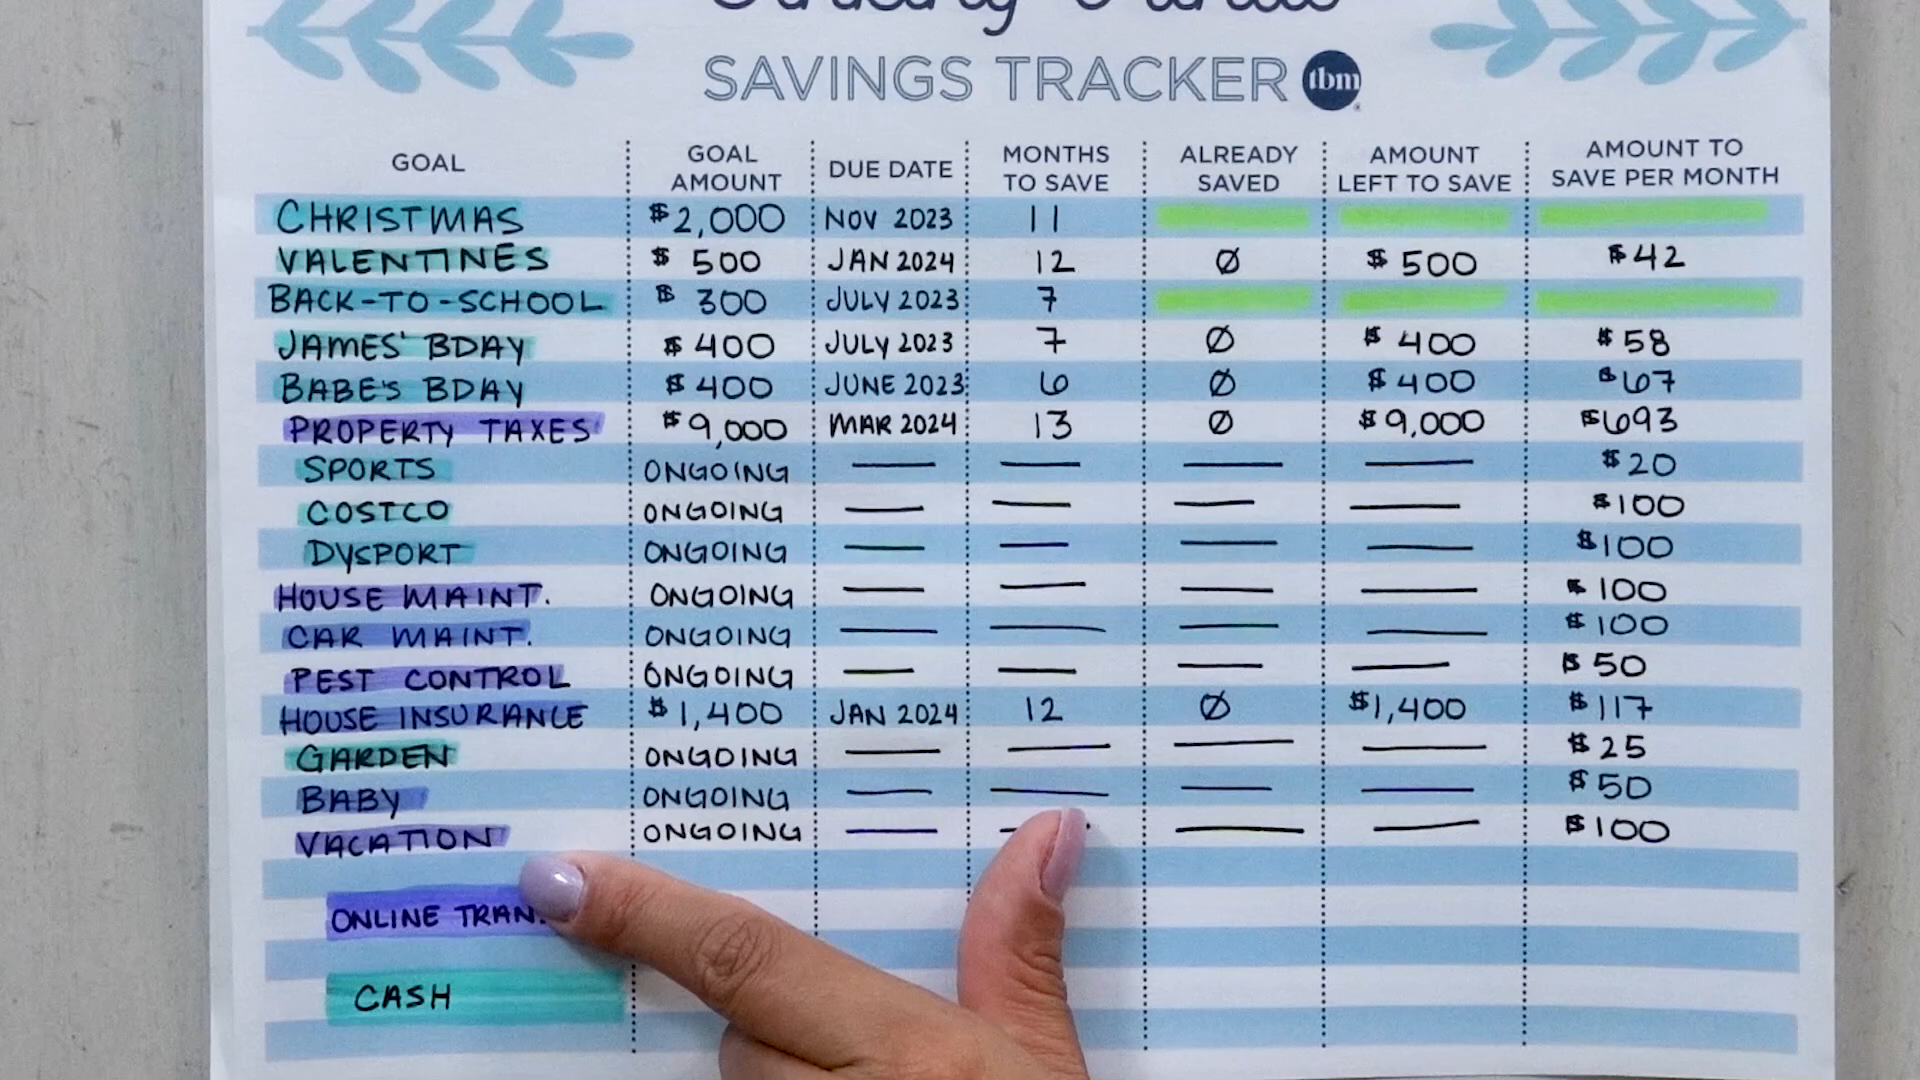 SAVINGS TRACKER tbm
GOAL GOAL AMOUNT DUE DATE MONTHS TO SAVE ALREADY SAVED AMOUNT LEFT TO SAVE AMOUNT TO SAVE PER MONTH
CHRISTMAS $2,000 NOV 2023 11
VALENTINES $500 JAN 2024 12 Ø $500 $42
BACK-TO-SCHOOL $300 JULY 2023 7
JAMES' BDAY $400 JULY 2023 7 Ø $400 $58
BABE'S BDAY $400 JUNE 2023 6 Ø $400 $67
PROPERTY TAXES $9,000 MAR 2024 13 Ø $9,000 $693
SPORTS ONGOING — — — — $20
COSTCO ONGOING — — — — $100
DYSPORT ONGOING — — — — $100
HOUSE MAINT. ONGOING — — — — $100
CAR MAINT. ONGOING — — — — $100
PEST CONTROL ONGOING — — — — $50
HOUSE INSURANCE $1,400 JAN 2024 12 Ø $1,400 $117
GARDEN ONGOING — — — — $25
BABY ONGOING — — — — $50
VACATION ONGOING — — — — $100
ONLINE TRAN.
CASH